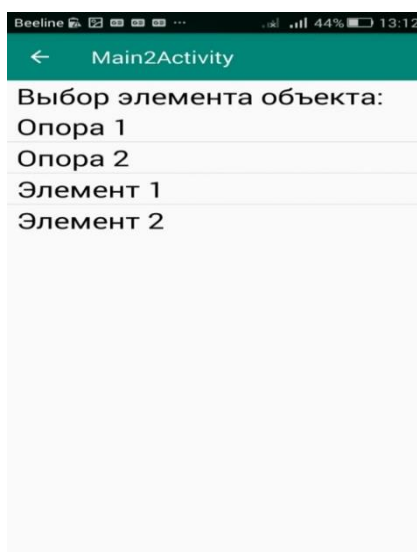 Beeline 44% 13:12
Main2Activity
Выбор элемента объекта:
Опора 1
Опора 2
Элемент 1
Элемент 2